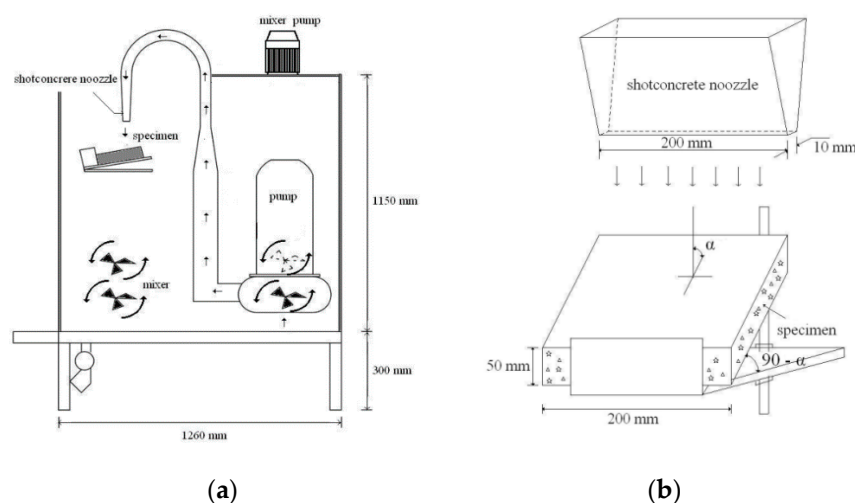 mixer pump
shotconcrere noozzle
specimen
pump
mixer
1150 mm
300 mm
1260 mm
(a)
shotconcrete noozzle
200 mm
10 mm
α
specimen
50 mm
90 - α
200 mm
(b)